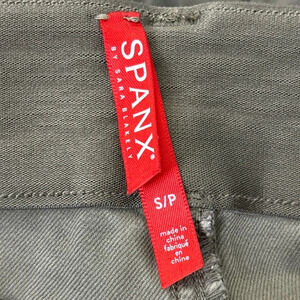 SPANX®
BY SARA BLAKELY
S/P
made in
china
fabriqué
en
chine